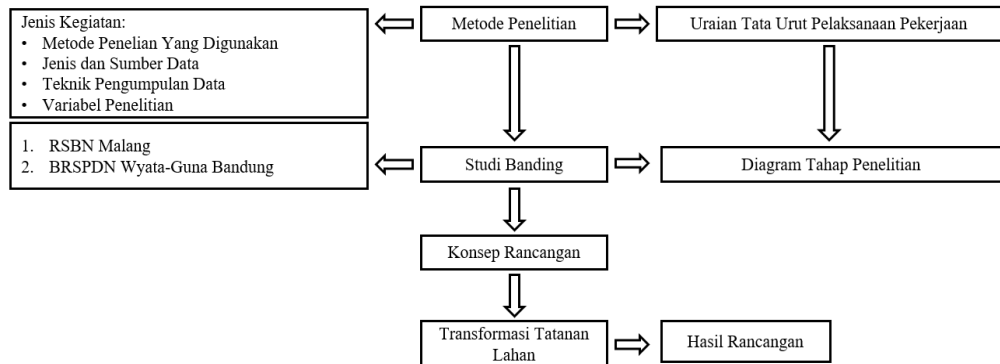 Jenis Kegiatan:
• Metode Penelian Yang Digunakan
• Jenis dan Sumber Data
• Teknik Pengumpulan Data
• Variabel Penelitian
Metode Penelitian
Uraian Tata Urut Pelaksanaan Pekerjaan
1. RSBN Malang
2. BRSPDN Wyata-Guna Bandung
Studi Banding
Diagram Tahap Penelitian
Konsep Rancangan
Transformasi Tatanan
Lahan
Hasil Rancangan